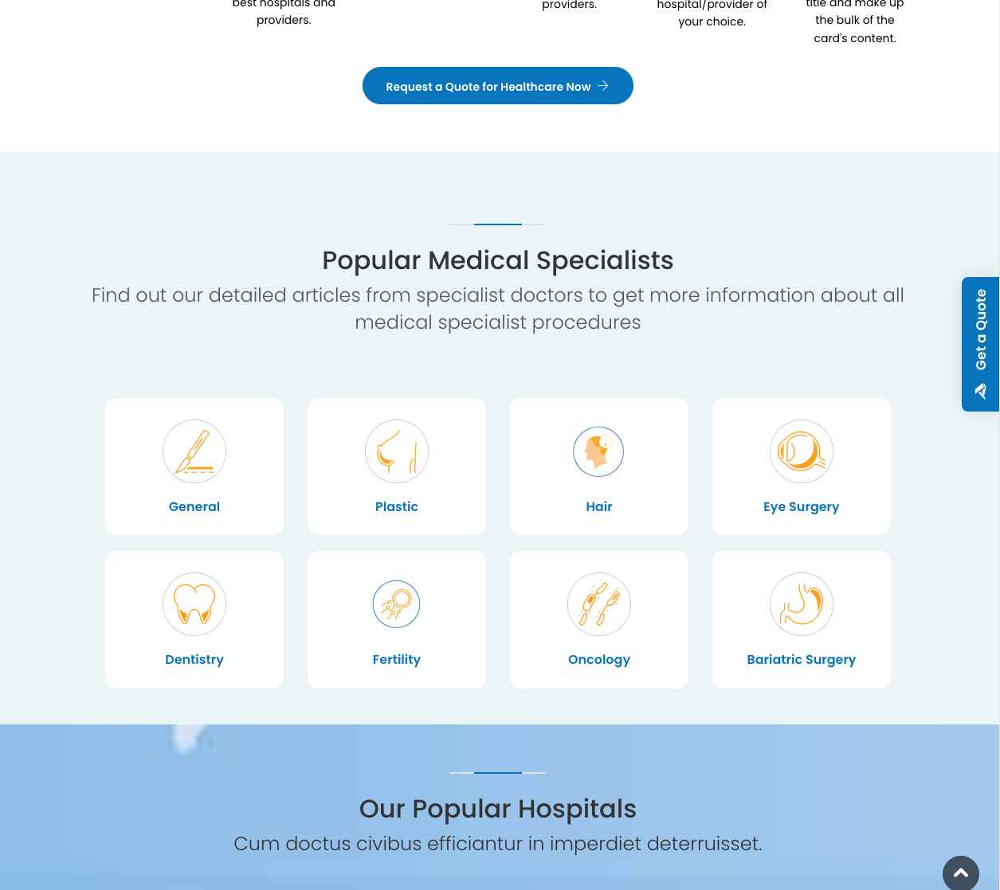 best hospitals and
providers.
providers.
hospital/provider of
your choice.
title and make up
the bulk of the
card's content.
Request a Quote for Healthcare Now
Popular Medical Specialists
Find out our detailed articles from specialist doctors to get more information about all
medical specialist procedures
Get a Quote
General
Plastic
Hair
Eye Surgery
Dentistry
Fertility
Oncology
Bariatric Surgery
Our Popular Hospitals
Cum doctus civibus efficiantur in imperdiet deterruisset.